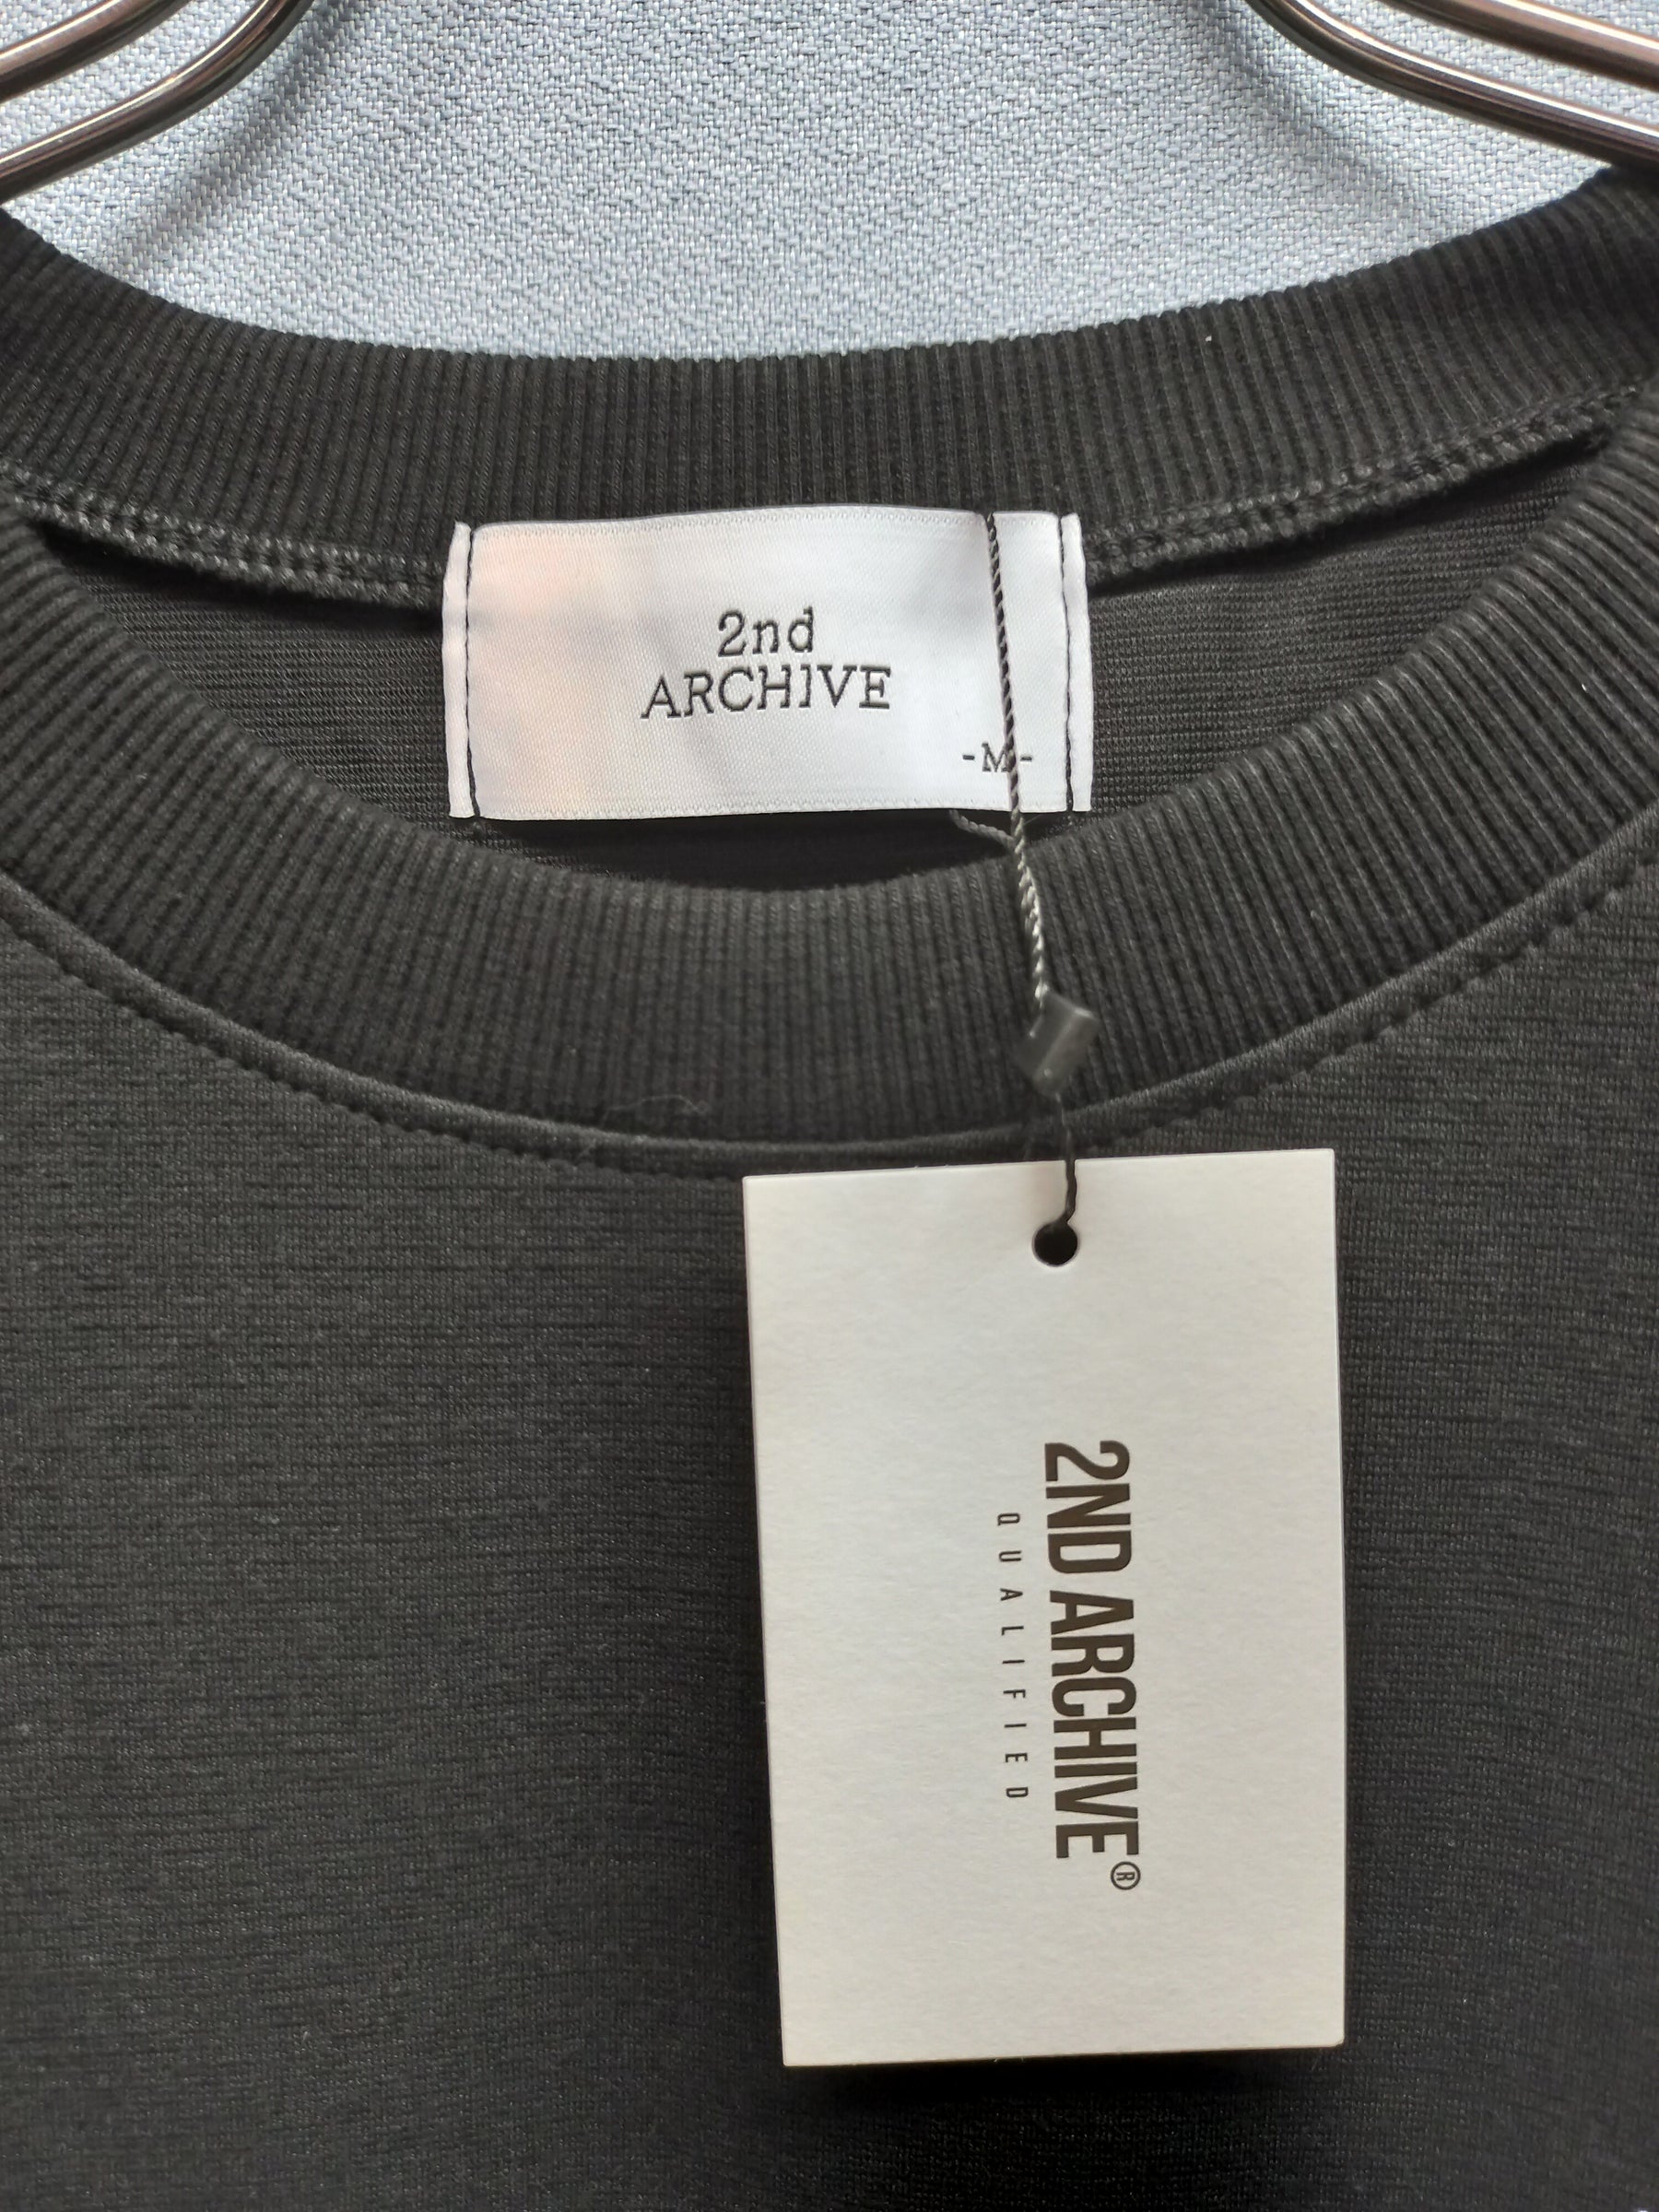 2nd
ARCHIVE
-M-
2ND ARCHIVE®
QUALIFIED